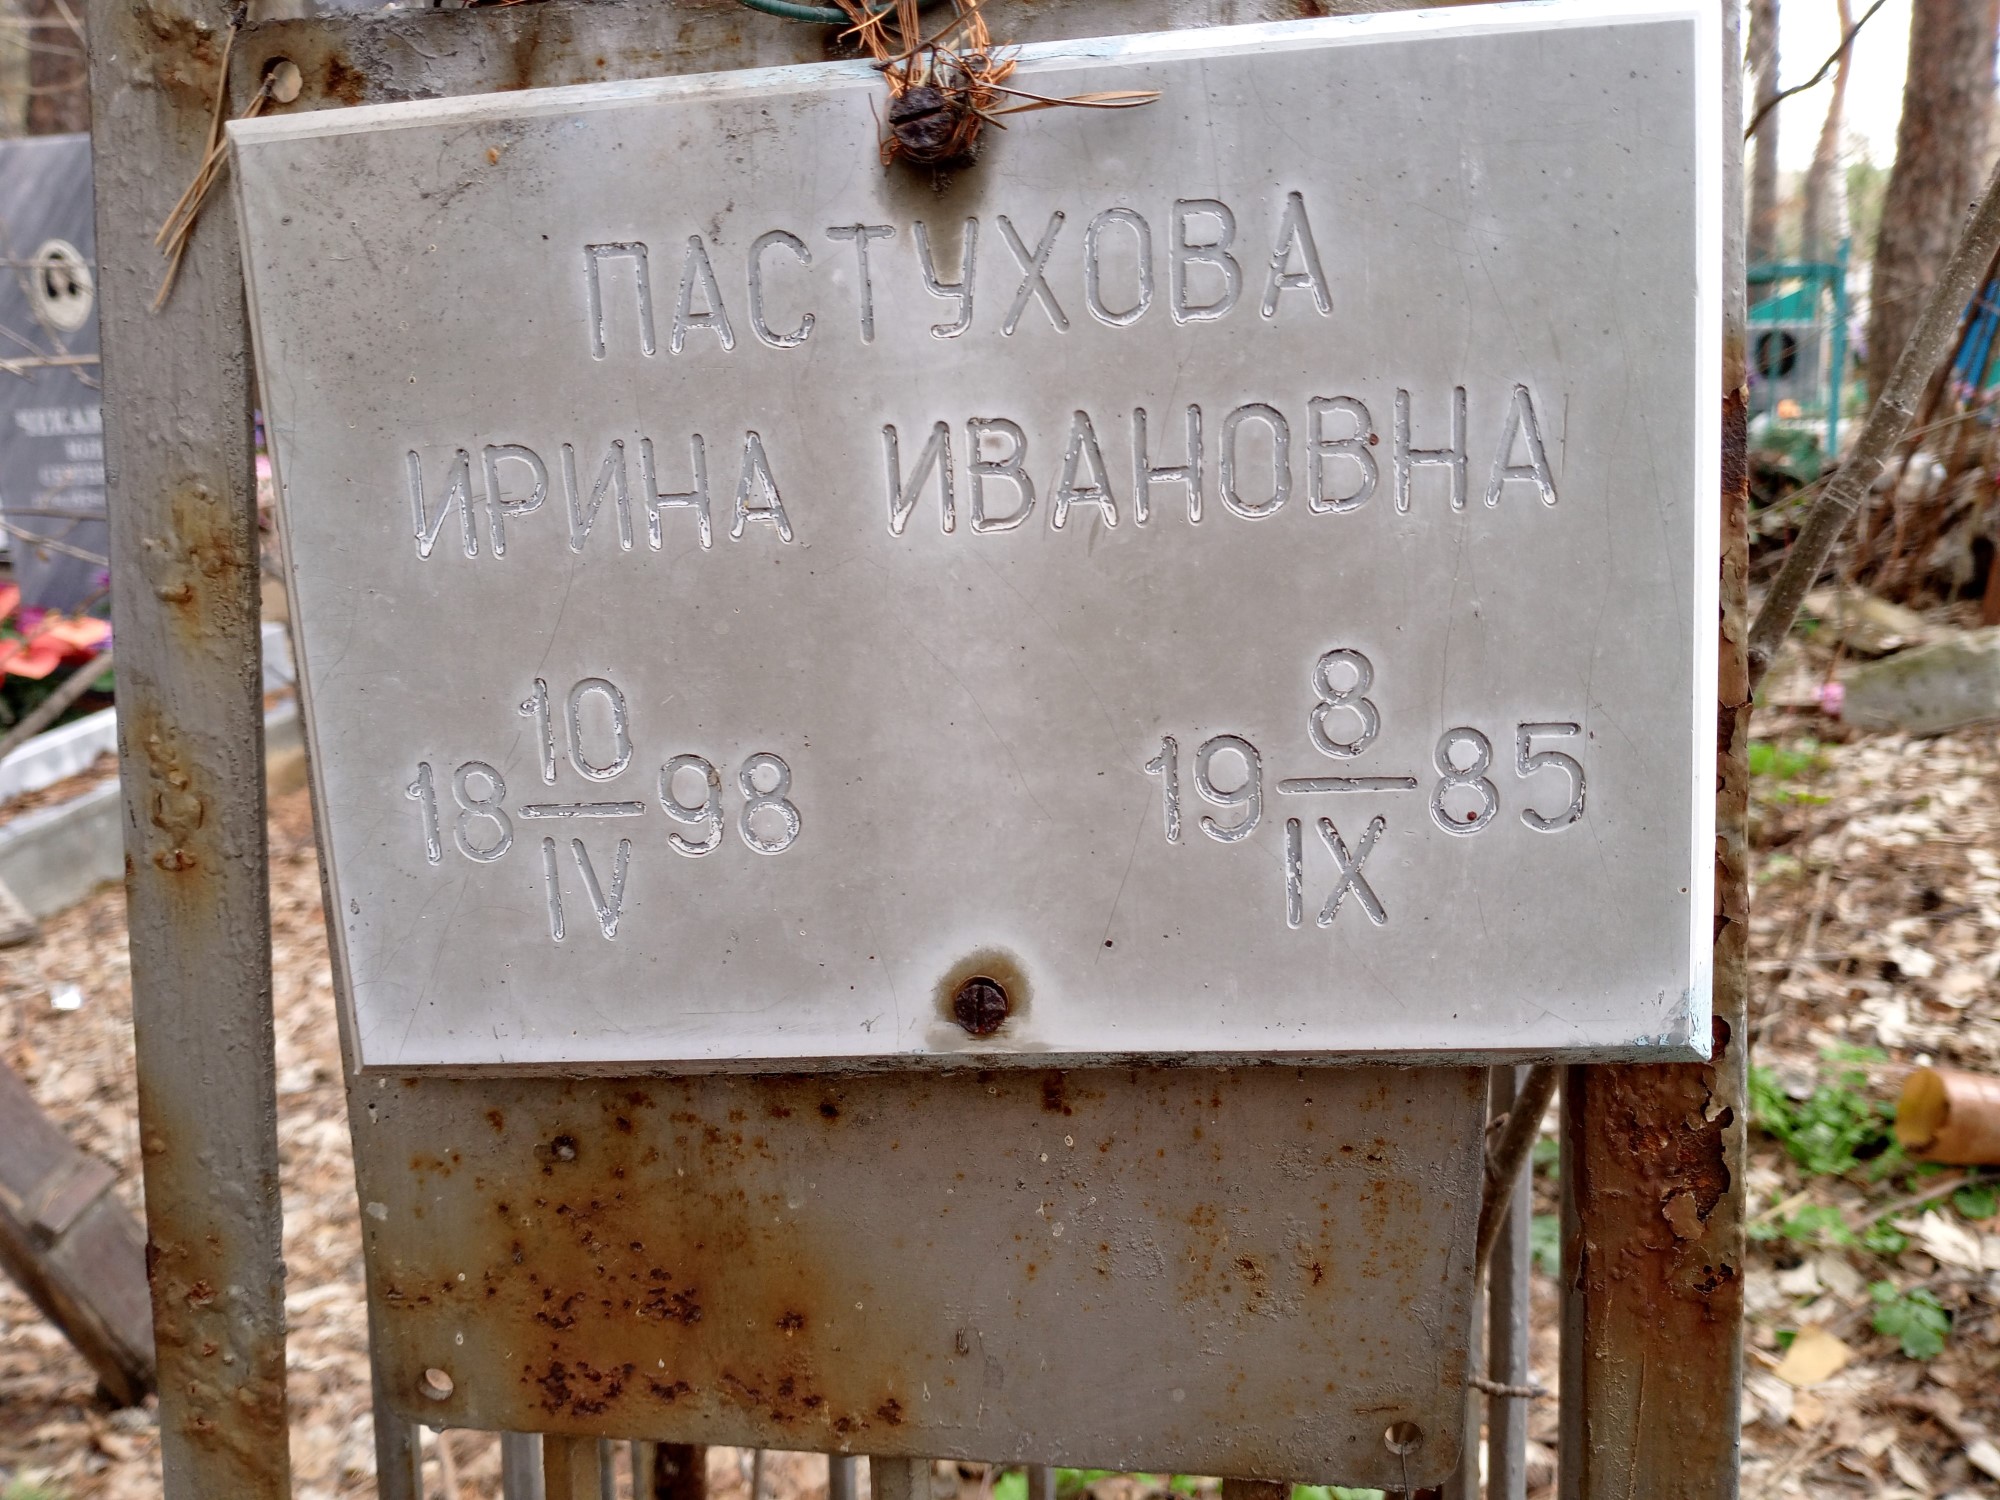 ПАСТУХОВА
ИРИНА ИВАНОВНА
18 10/IV 98 19 8/IX 85